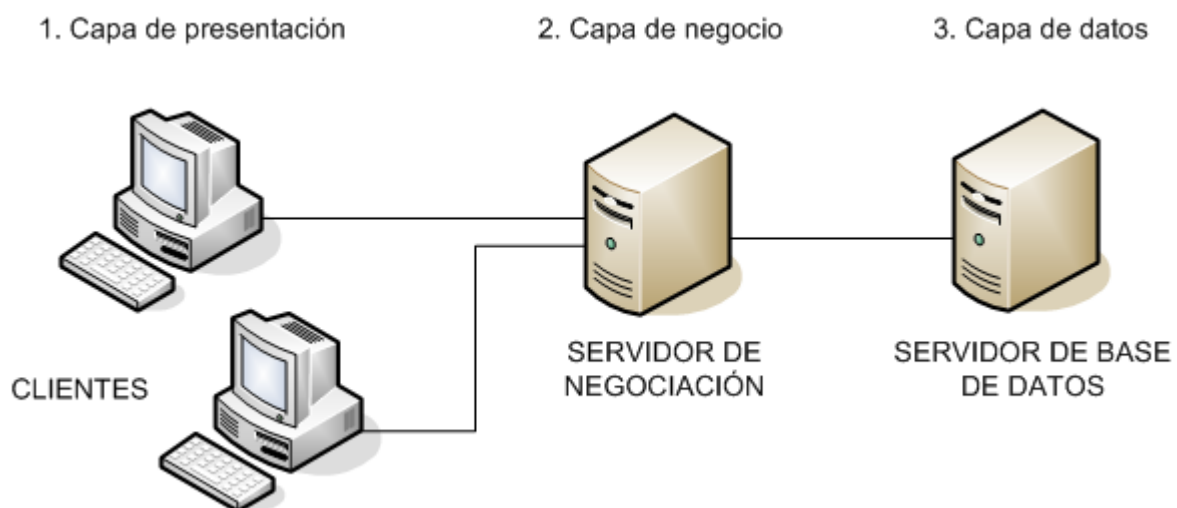 1. Capa de presentación
2. Capa de negocio
3. Capa de datos
CLIENTES
SERVIDOR DE
NEGOCIACIÓN
SERVIDOR DE BASE
DE DATOS